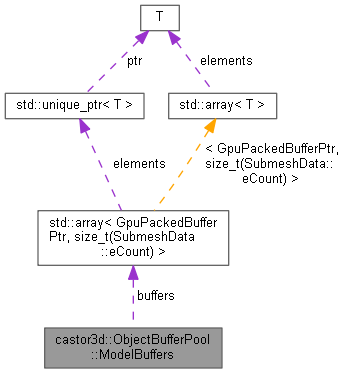 T
ptr
elements
std::unique_ptr< T >
std::array< T >
elements
< GpuPackedBufferPtr,
size_t(SubmeshData::
eCount) >
std::array< GpuPackedBuffer
Ptr, size_t(SubmeshData
::eCount) >
buffers
castor3d::ObjectBufferPool
::ModelBuffers